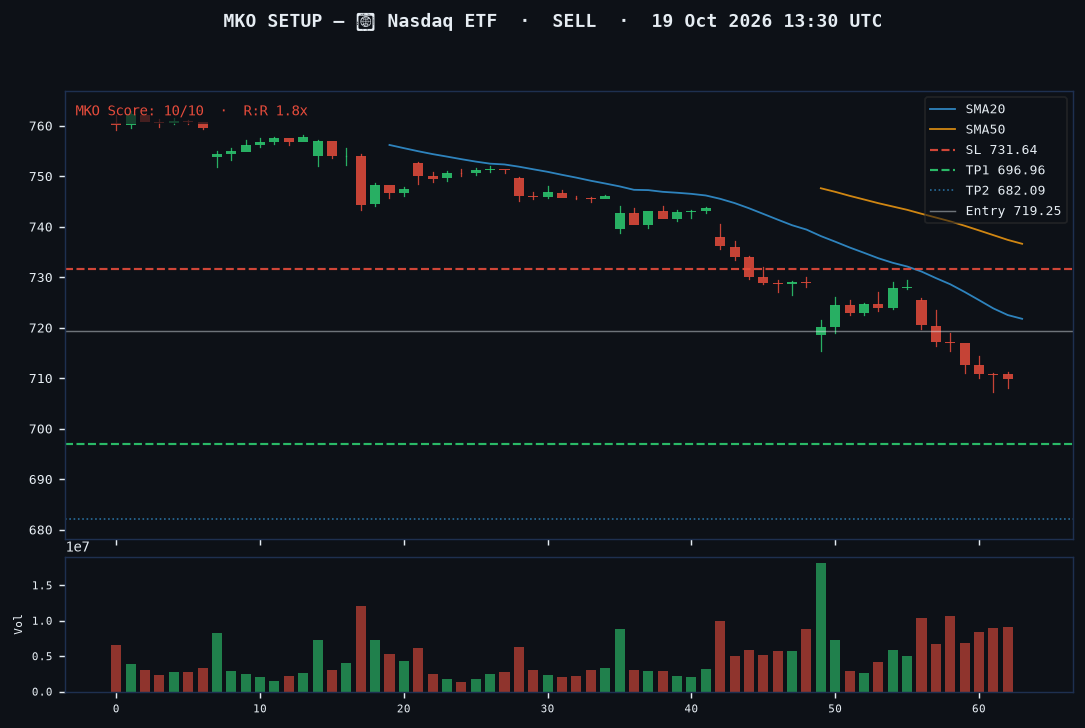 MKO SETUP — 🌐 Nasdaq ETF · SELL · 19 Oct 2026 13:30 UTC
MKO Score: 10/10 · R:R 1.8x
SMA20
SMA50
SL 731.64
TP1 696.96
TP2 682.09
Entry 719.25
760
750
740
730
720
710
700
690
680
1e7
1.5
1.0
0.5
0.0
Vol
0 10 20 30 40 50 60